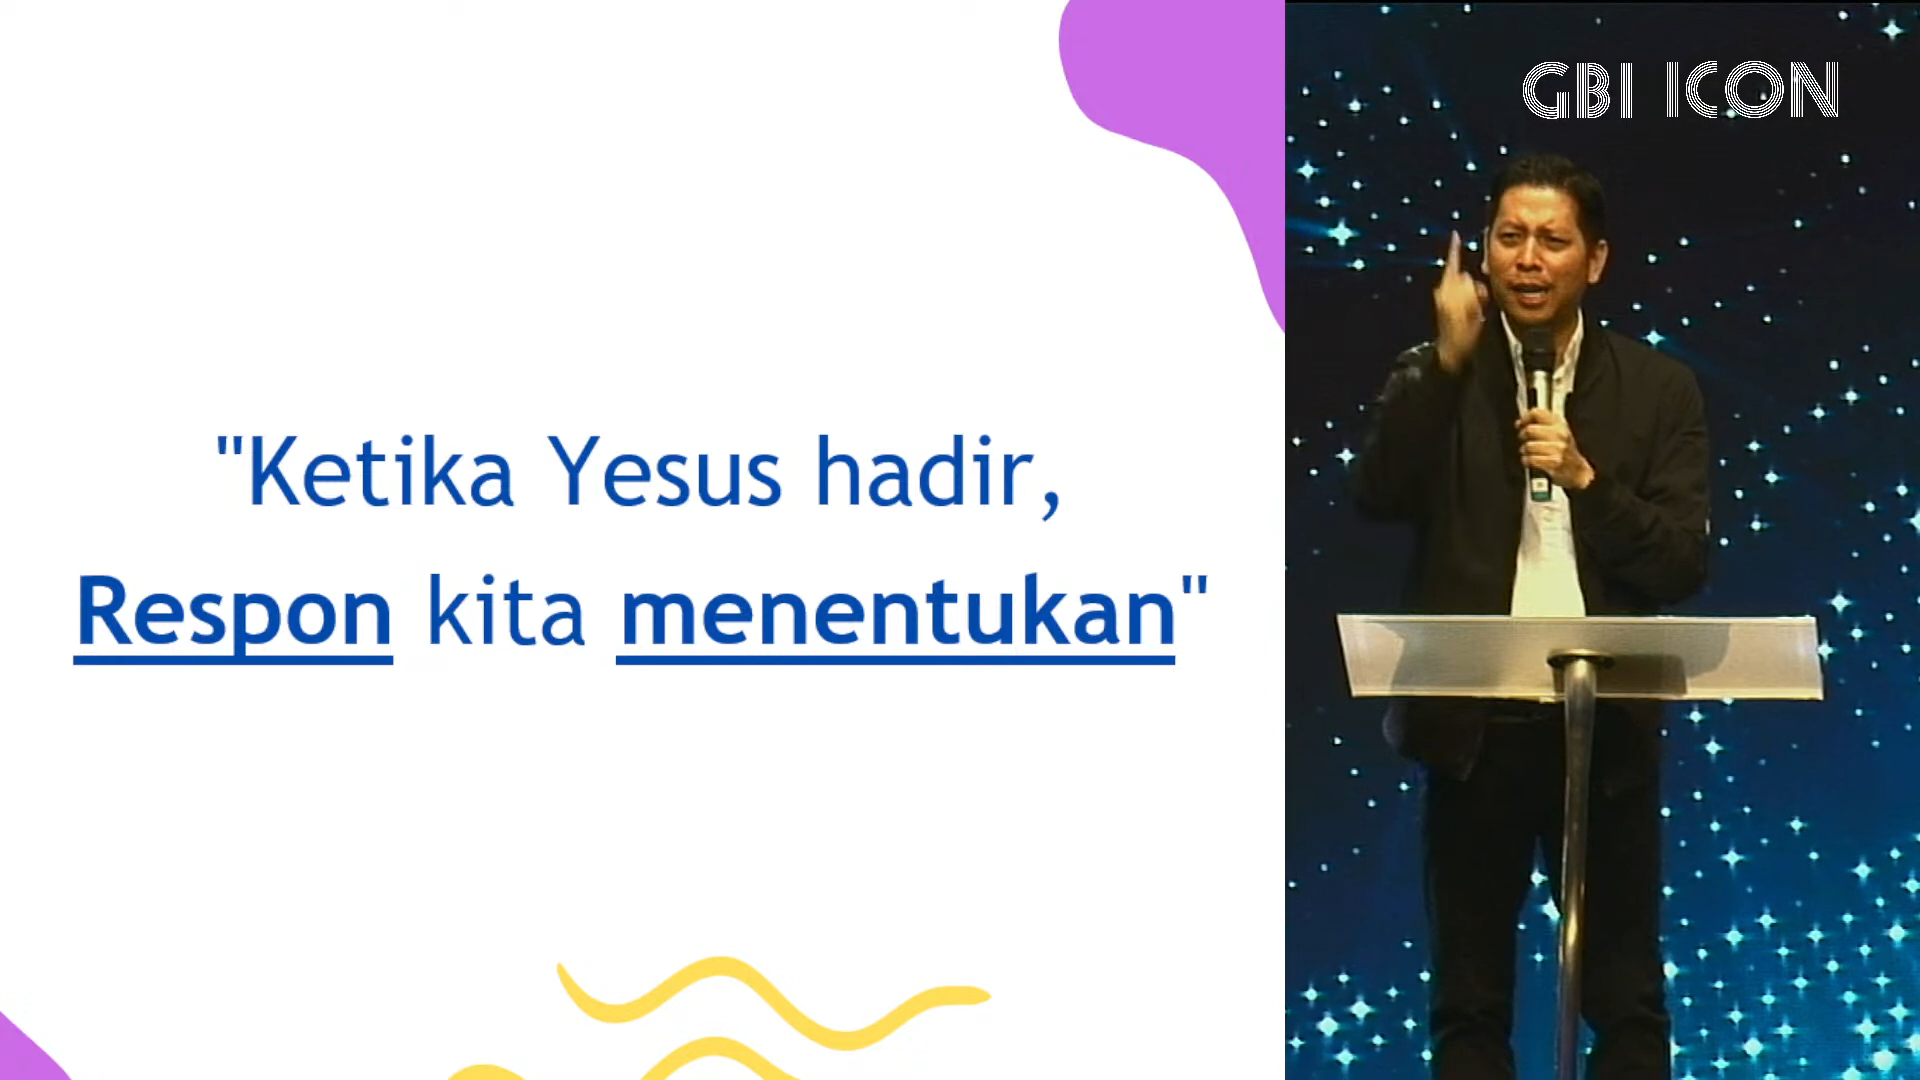 GBI ICON
"Ketika Yesus hadir,
Respon kita menentukan"